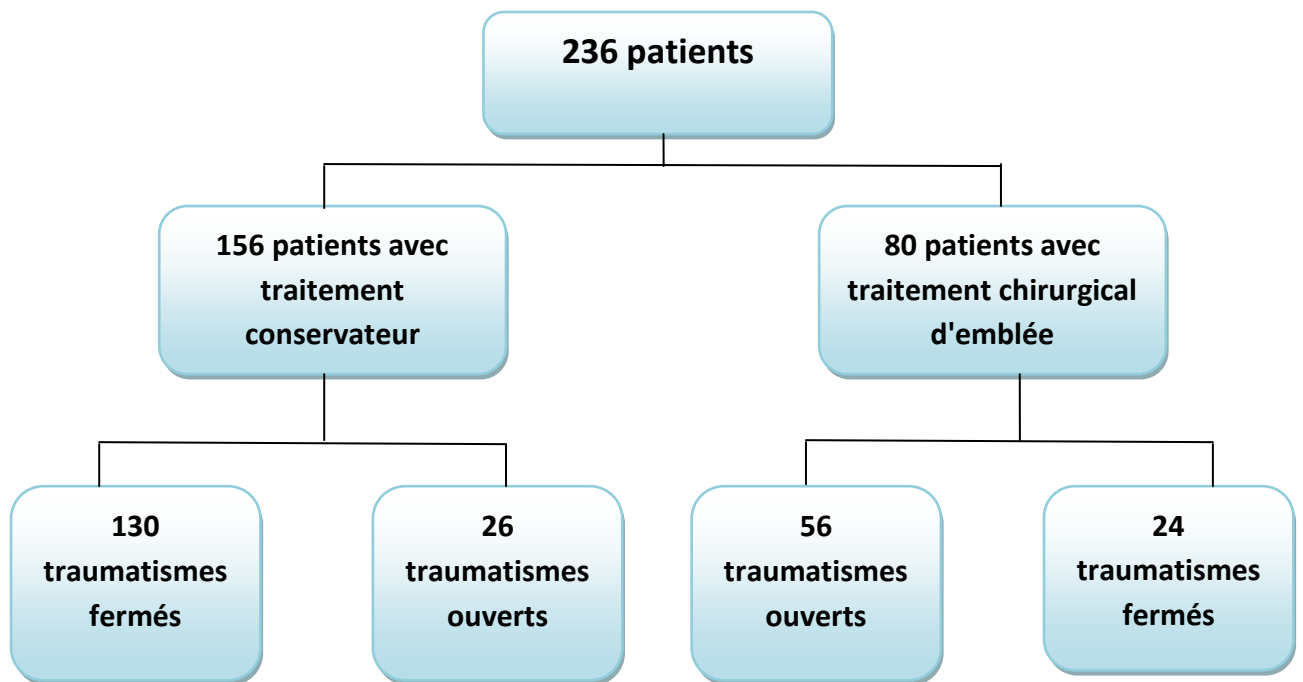 236 patients
156 patients avec
traitement
conservateur
80 patients avec
traitement chirurgical
d'emblée
130
traumatismes
fermés
26
traumatismes
ouverts
56
traumatismes
ouverts
24
traumatismes
fermés